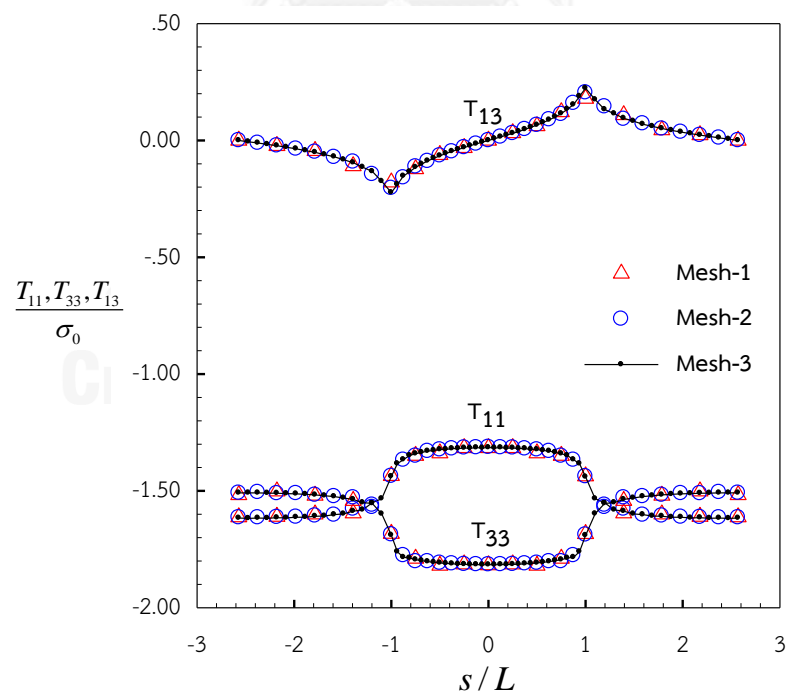 .50
T13
0.00
-.50
T11, T33, T13
σ0
Mesh-1
Mesh-2
Mesh-3
-1.00
T11
-1.50
T33
-2.00
-3 -2 -1 0 1 2 3
s/L